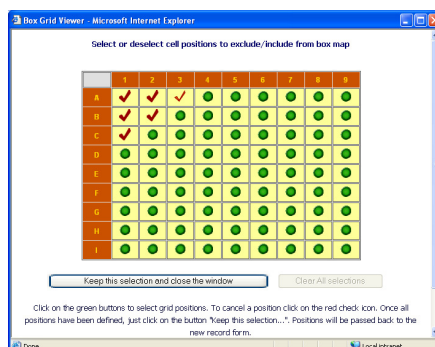 Box Grid Viewer - Microsoft Internet Explorer
Select or deselect cell positions to exclude/include from box map
1 2 3 4 5 6 7 8 9
A
B
C
D
E
F
G
H
I
Keep this selection and close the window Clear All selections
Click on the green buttons to select grid positions. To cancel a position click on the red check icon. Once all
positions have been defined, just click on the button "Keep this selection...". Positions will be passed back to the
new record form.
Done Local intranet